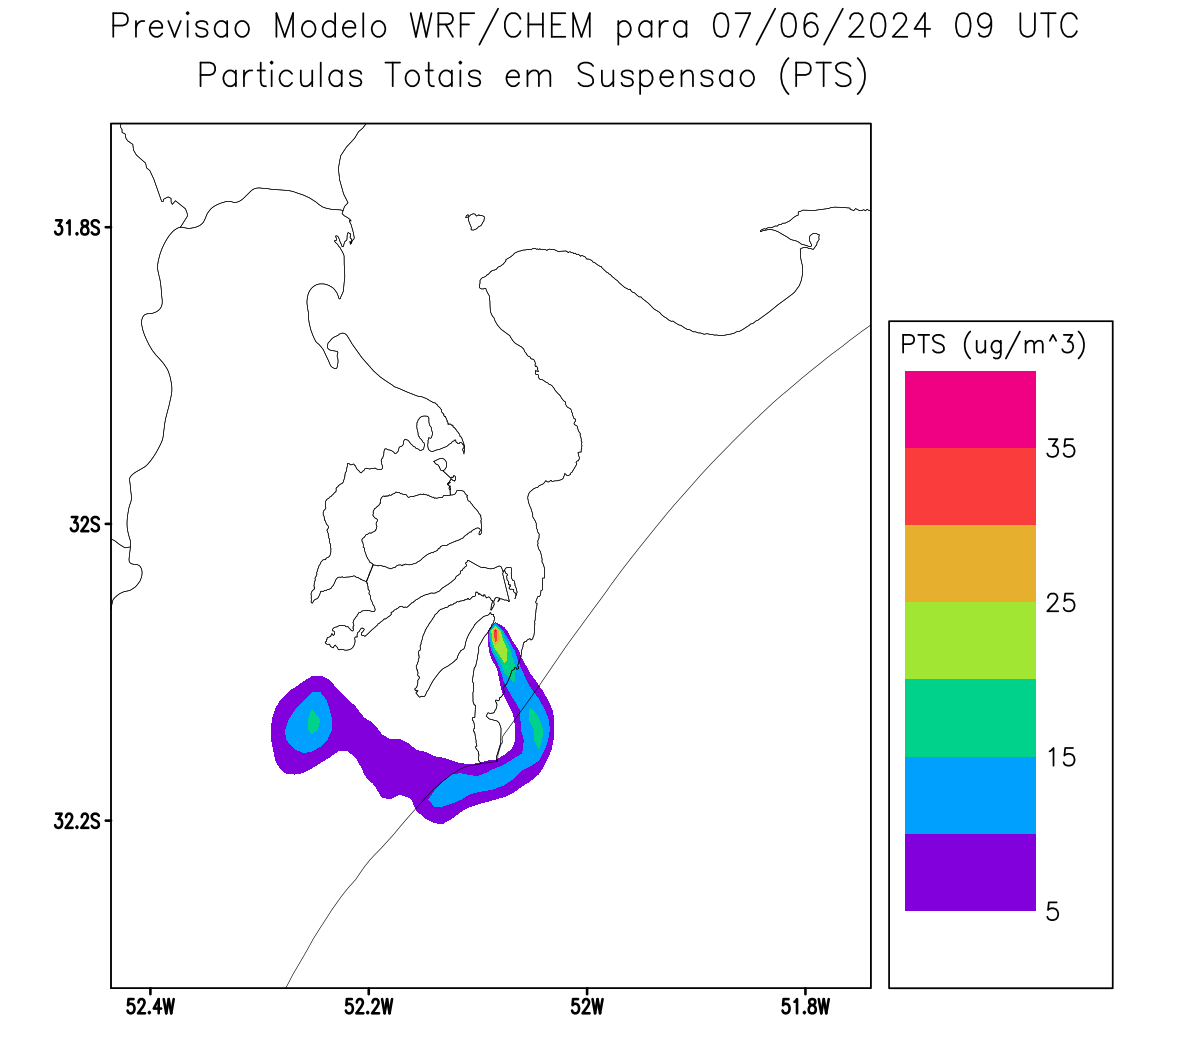 Previsao Modelo WRF/CHEM para 07/06/2024 09 UTC
Particulas Totais em Suspensao (PTS)
31.8S
32S
32.2S
52.4W
52.2W
52W
51.8W
PTS (ug/m^3)
35
25
15
5